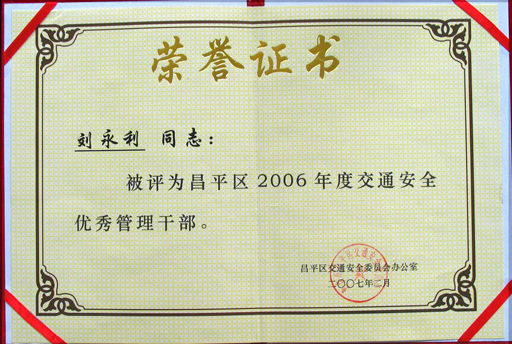 荣誉证书
刘永利 同志：
被评为昌平区2006年度交通安全
优秀管理干部。
昌平区交通安全委员会办公室
二〇〇七年二月